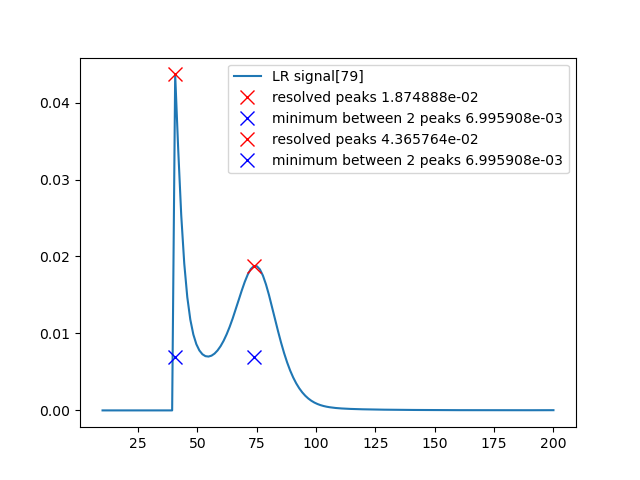 LR signal[79]
resolved peaks 1.874888e-02
minimum between 2 peaks 6.995908e-03
resolved peaks 4.365764e-02
minimum between 2 peaks 6.995908e-03
0.04
0.03
0.02
0.01
0.00
25 50 75 100 125 150 175 200